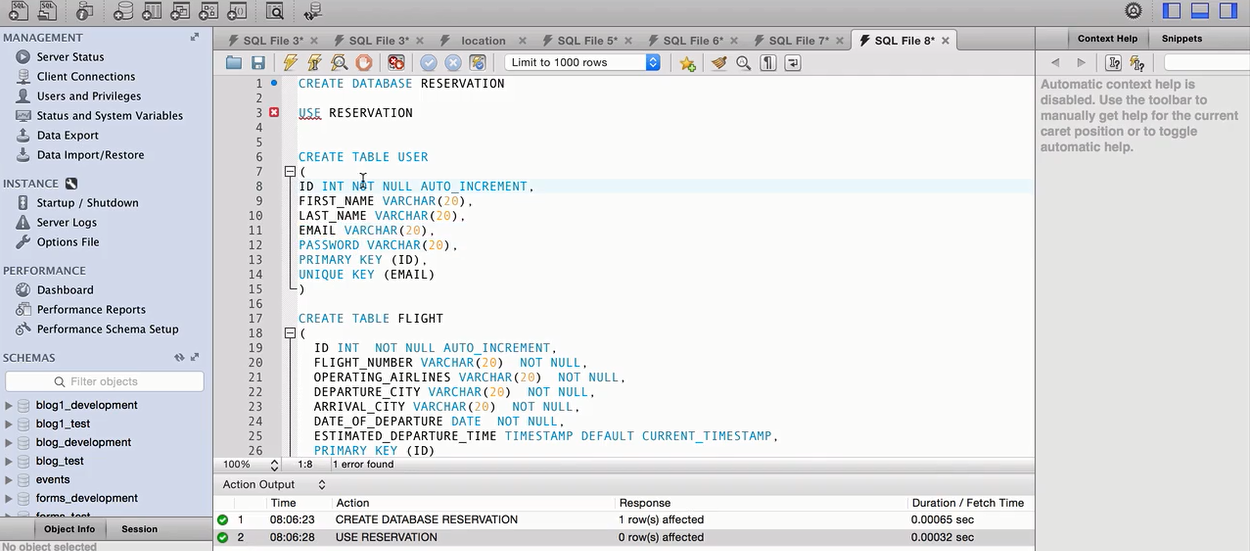 SQL File 3*
SQL File 3*
location
SQL File 5*
SQL File 6*
SQL File 7*
SQL File 8*
Context Help
Snippets
Limit to 1000 rows
MANAGEMENT
Server Status
Client Connections
Users and Privileges
Status and System Variables
Data Export
Data Import/Restore
INSTANCE
Startup / Shutdown
Server Logs
Options File
PERFORMANCE
Dashboard
Performance Reports
Performance Schema Setup
SCHEMAS
Filter objects
blog1_development
blog1_test
blog_development
blog_test
events
forms_development
forms_test
Object Info
Session
No object selected
1 CREATE DATABASE RESERVATION
2
3 USE RESERVATION
4
5
6 CREATE TABLE USER
7 (
8 ID INT NOT NULL AUTO_INCREMENT,
9 FIRST_NAME VARCHAR(20),
10 LAST_NAME VARCHAR(20),
11 EMAIL VARCHAR(20),
12 PASSWORD VARCHAR(20),
13 PRIMARY KEY (ID),
14 UNIQUE KEY (EMAIL)
15 )
16
17 CREATE TABLE FLIGHT
18 (
19 ID INT  NOT NULL AUTO_INCREMENT,
20 FLIGHT_NUMBER VARCHAR(20)  NOT NULL,
21 OPERATING_AIRLINES VARCHAR(20)  NOT NULL,
22 DEPARTURE_CITY VARCHAR(20)  NOT NULL,
23 ARRIVAL_CITY VARCHAR(20)  NOT NULL,
24 DATE_OF_DEPARTURE DATE  NOT NULL,
25 ESTIMATED_DEPARTURE_TIME TIMESTAMP DEFAULT CURRENT_TIMESTAMP,
26 PRIMARY KEY (ID)
100% 1:8 1 error found
Action Output
Time Action Response Duration / Fetch Time
1 08:06:23 CREATE DATABASE RESERVATION 1 row(s) affected 0.00065 sec
2 08:06:28 USE RESERVATION 0 row(s) affected 0.00032 sec
Automatic context help is
disabled. Use the toolbar to
manually get help for the current
caret position or to toggle
automatic help.